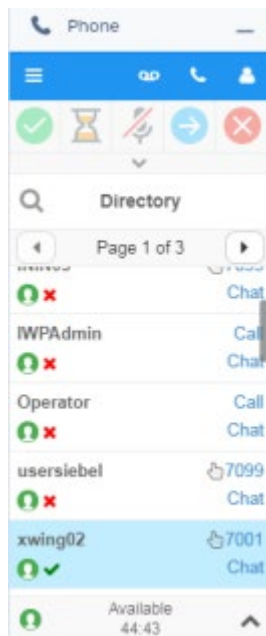 Phone
Directory
Page 1 of 3
Chat
IWPAdmin Call
Chat
Operator Call
Chat
usersiebel 7099
Chat
xwing02 7001
Chat
Available
44:43